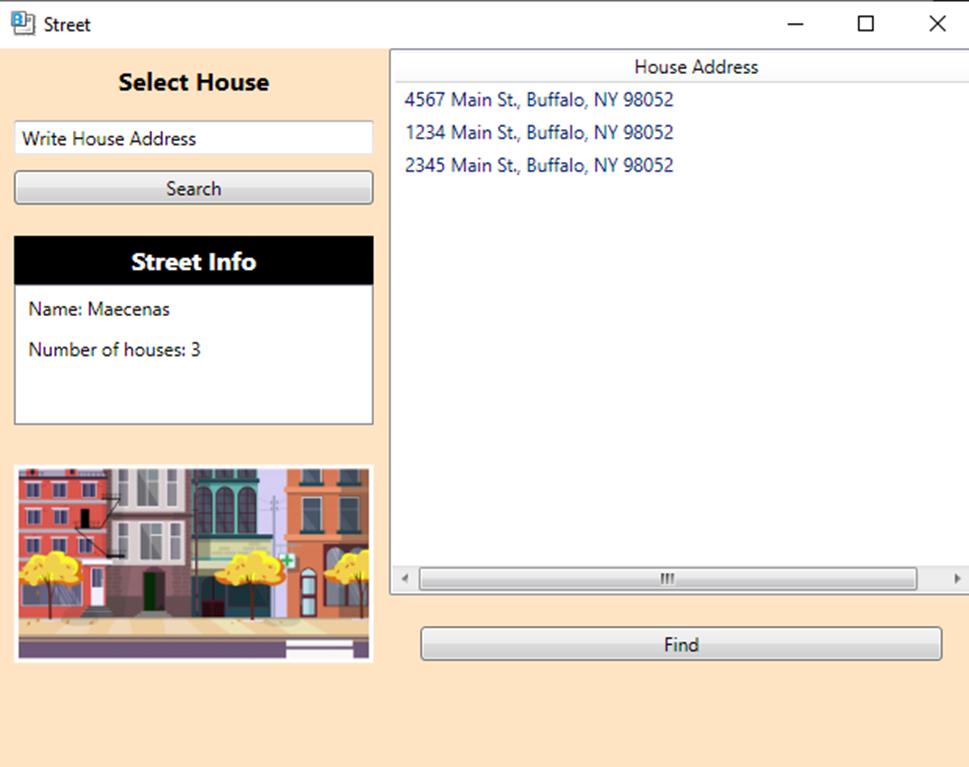 Street
Select House
Write House Address
Search
Street Info
Name: Maecenas
Number of houses: 3
House Address
4567 Main St., Buffalo, NY 98052
1234 Main St., Buffalo, NY 98052
2345 Main St., Buffalo, NY 98052
Find